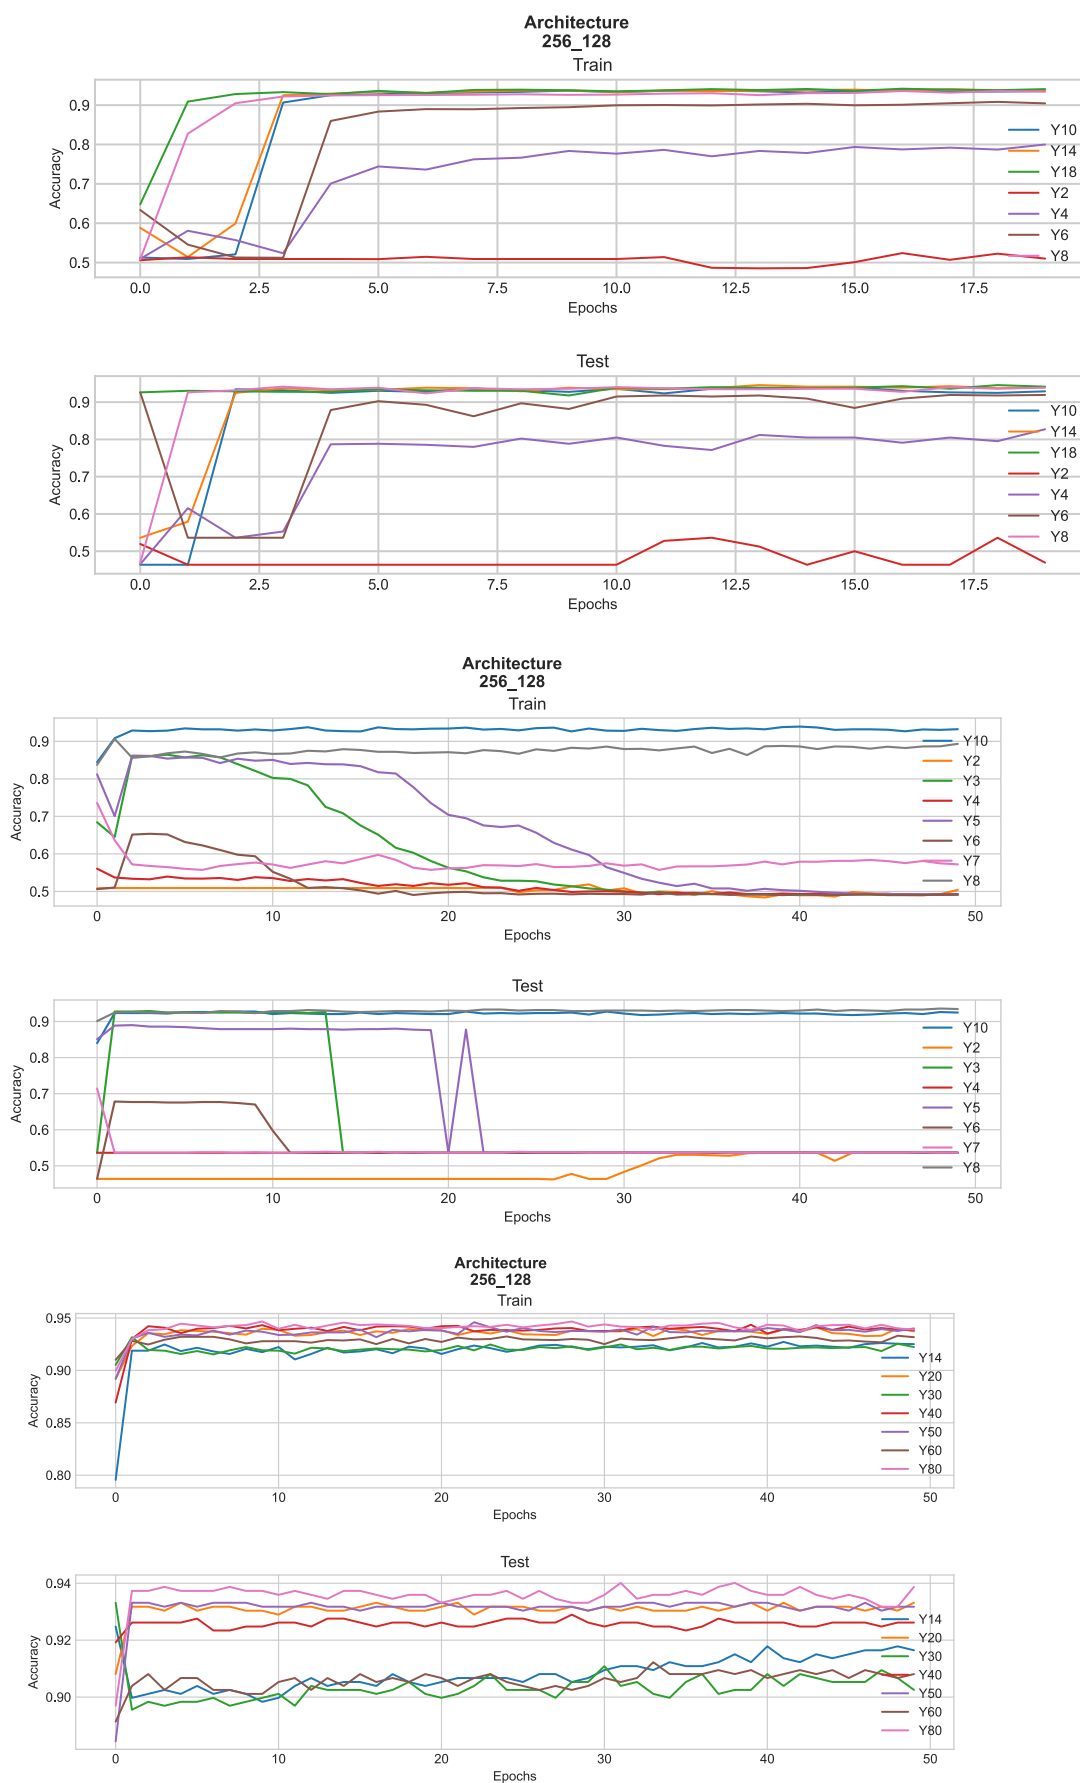 Architecture
256_128
Train
Accuracy
0.9
0.8
0.7
0.6
0.5
Y10
Y14
Y18
Y2
Y4
Y6
Y8
0.0 2.5 5.0 7.5 10.0 12.5 15.0 17.5
Epochs
Test
Accuracy
0.9
0.8
0.7
0.6
0.5
Y10
Y14
Y18
Y2
Y4
Y6
Y8
0.0 2.5 5.0 7.5 10.0 12.5 15.0 17.5
Epochs
Architecture
256_128
Train
Accuracy
0.9
0.8
0.7
0.6
0.5
Y10
Y2
Y3
Y4
Y5
Y6
Y7
Y8
0 10 20 30 40 50
Epochs
Test
Accuracy
0.9
0.8
0.7
0.6
0.5
Y10
Y2
Y3
Y4
Y5
Y6
Y7
Y8
0 10 20 30 40 50
Epochs
Architecture
256_128
Train
Accuracy
0.95
0.90
0.85
0.80
Y14
Y20
Y30
Y40
Y50
Y60
Y80
0 10 20 30 40 50
Epochs
Test
Accuracy
0.94
0.92
0.90
Y14
Y20
Y30
Y40
Y50
Y60
Y80
0 10 20 30 40 50
Epochs